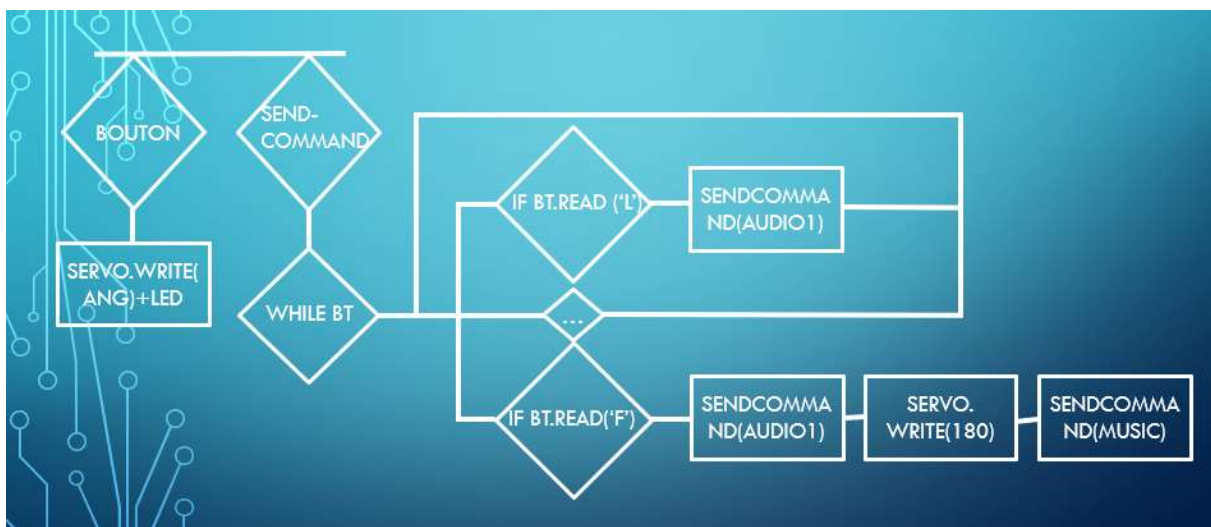 BOUTON
SEND-
COMMAND
SERVO.WRITE(
ANG)+LED
WHILE BT
IF BT.READ (‘L’)
SENDCOMMA
ND(AUDIO1)
...
IF BT.READ(‘F’)
SENDCOMMA
ND(AUDIO1)
SERVO.
WRITE(180)
SENDCOMMA
ND(MUSIC)